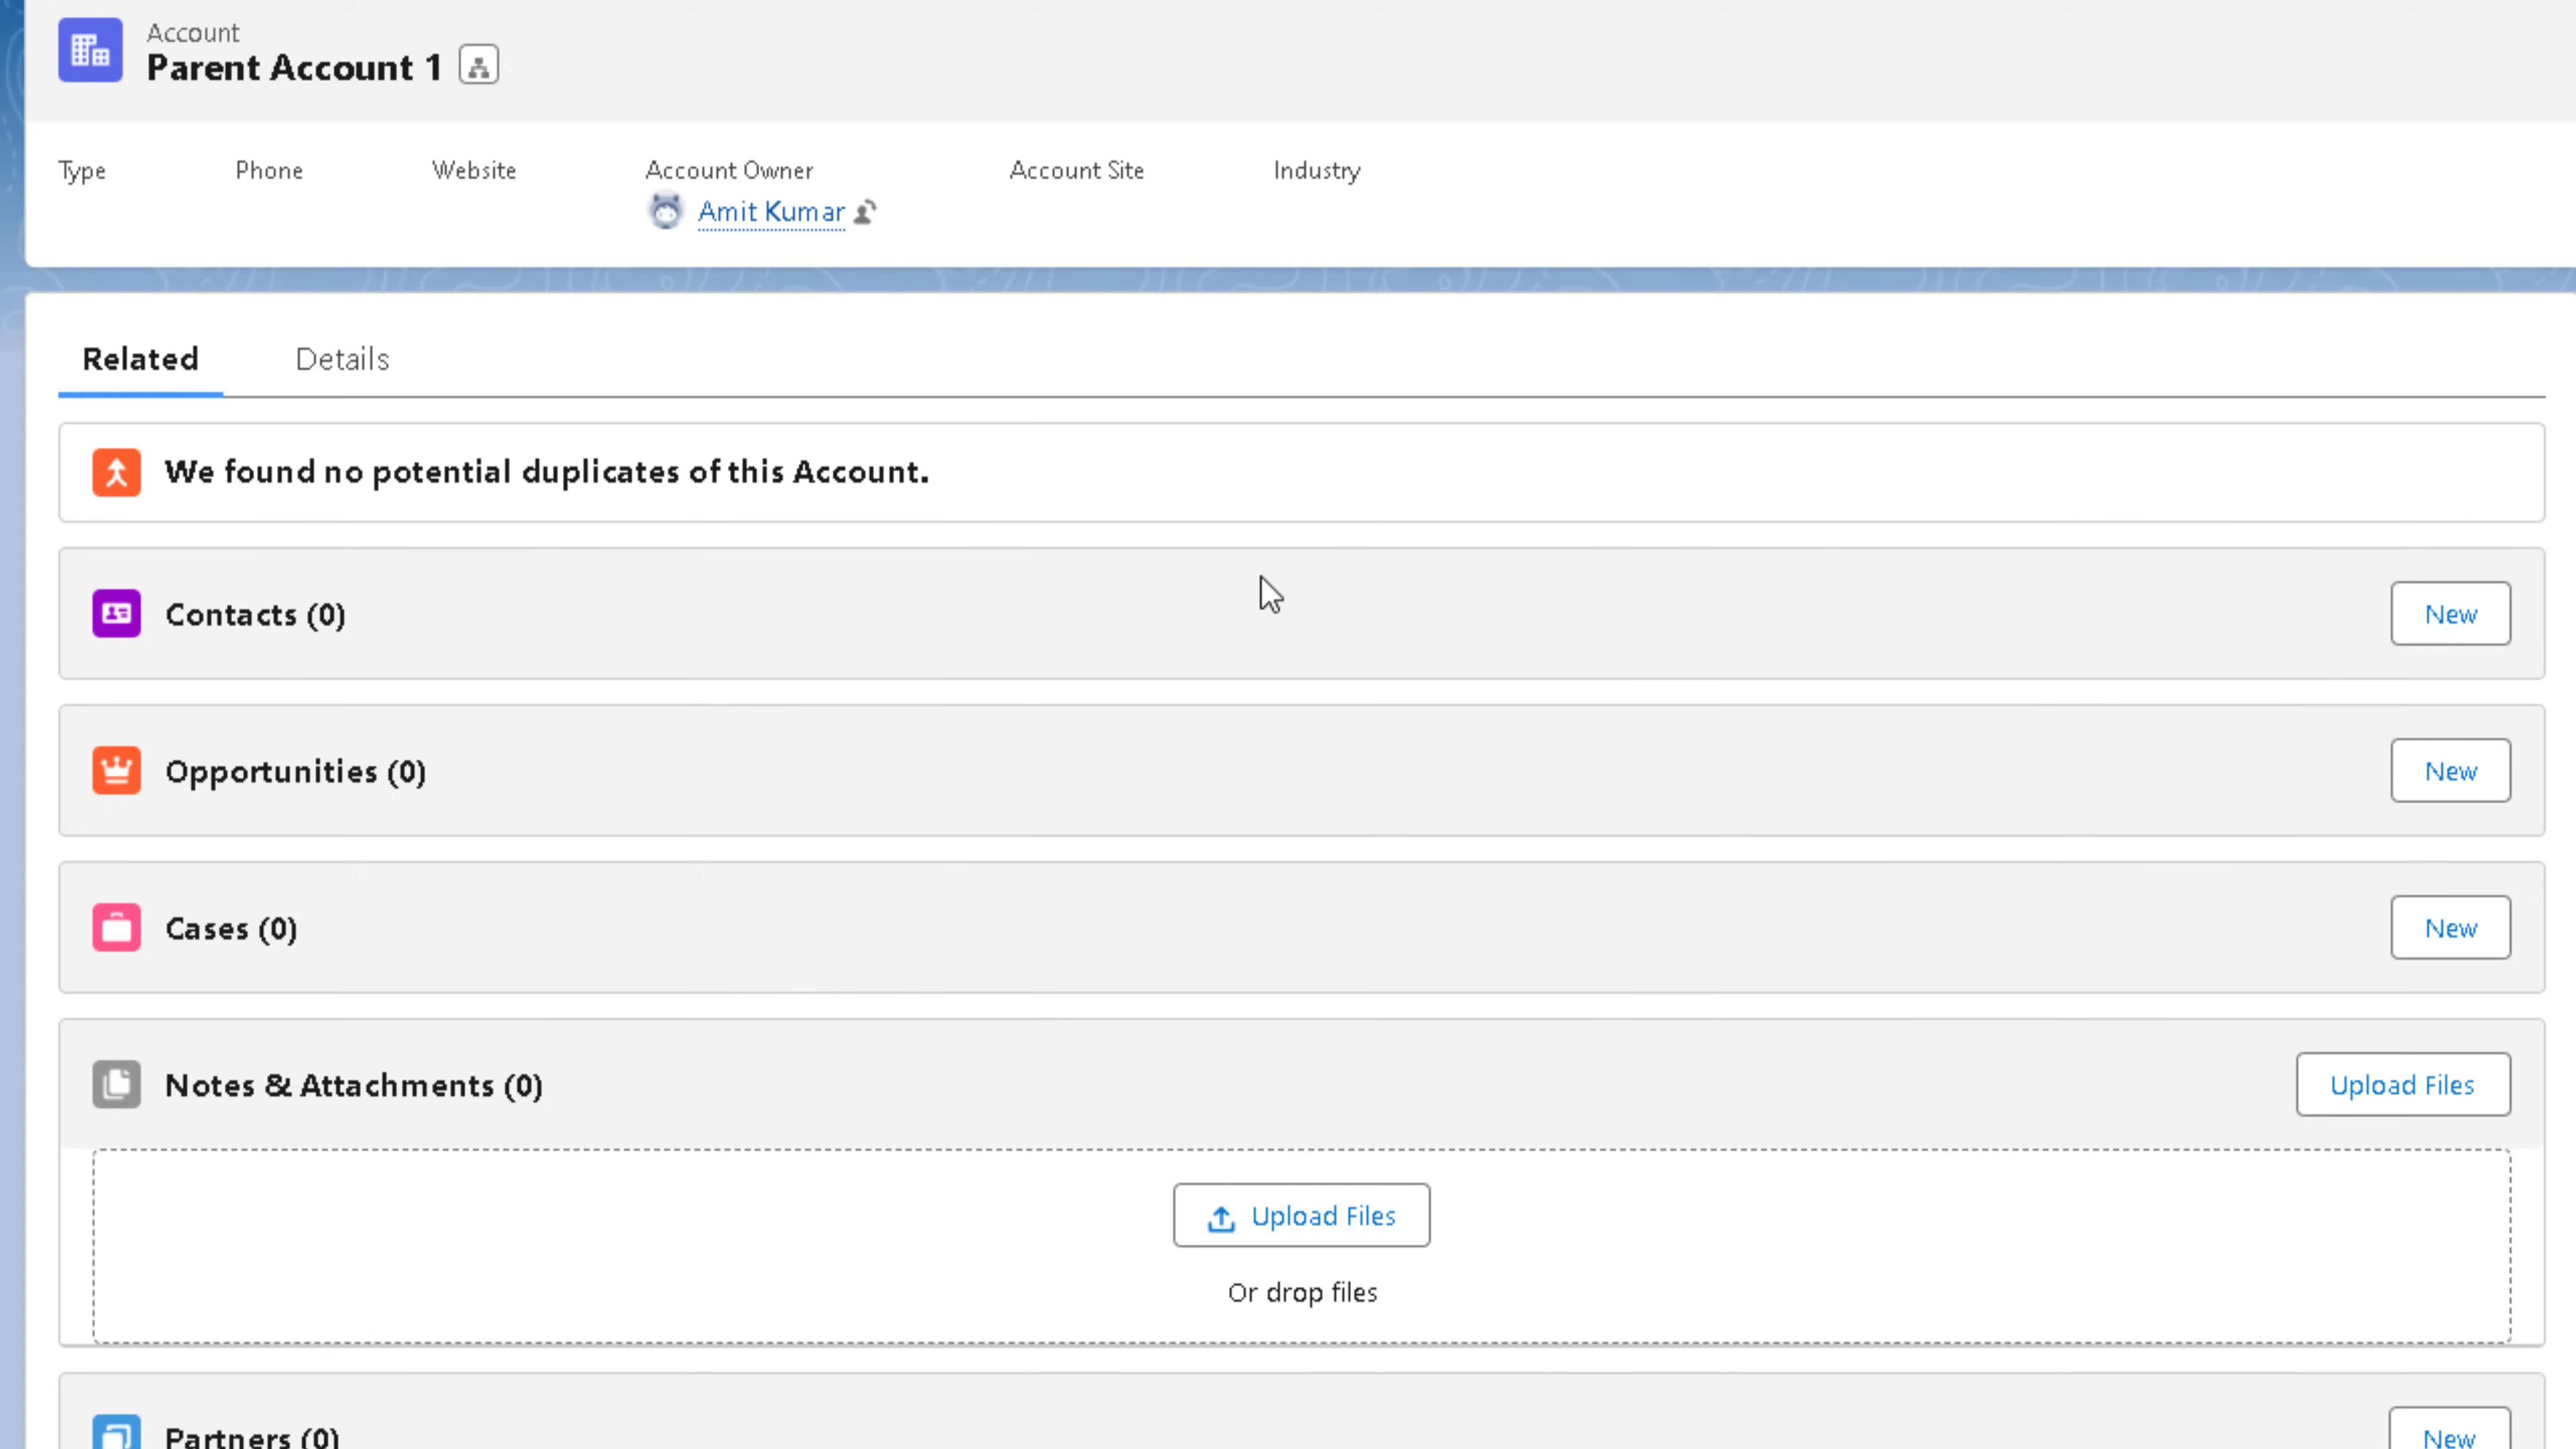 Account
Parent Account 1
Type Phone Website Account Owner Account Site Industry
Amit Kumar
Related Details
We found no potential duplicates of this Account.
Contacts (0) New
Opportunities (0) New
Cases (0) New
Notes & Attachments (0) Upload Files
Upload Files
Or drop files
Partners (0) New